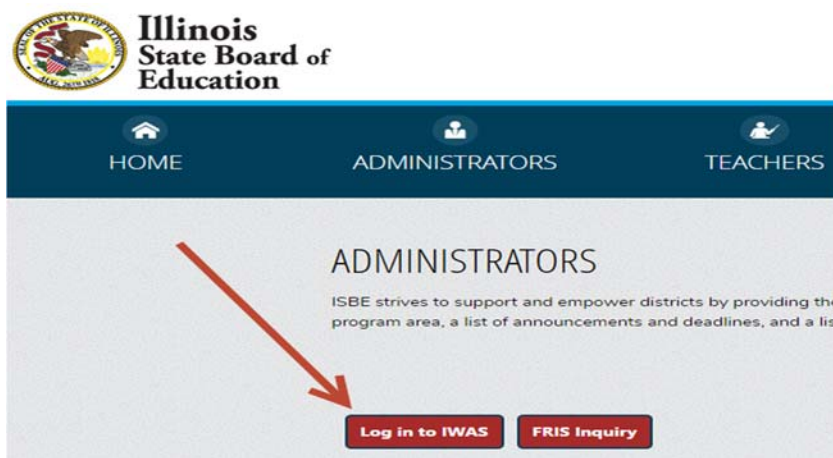 Illinois
State Board of
Education
HOME
ADMINISTRATORS
TEACHERS
ADMINISTRATORS
ISBE strives to support and empower districts by providing the
program area, a list of announcements and deadlines, and a lis
Log in to IWAS
FRIS Inquiry